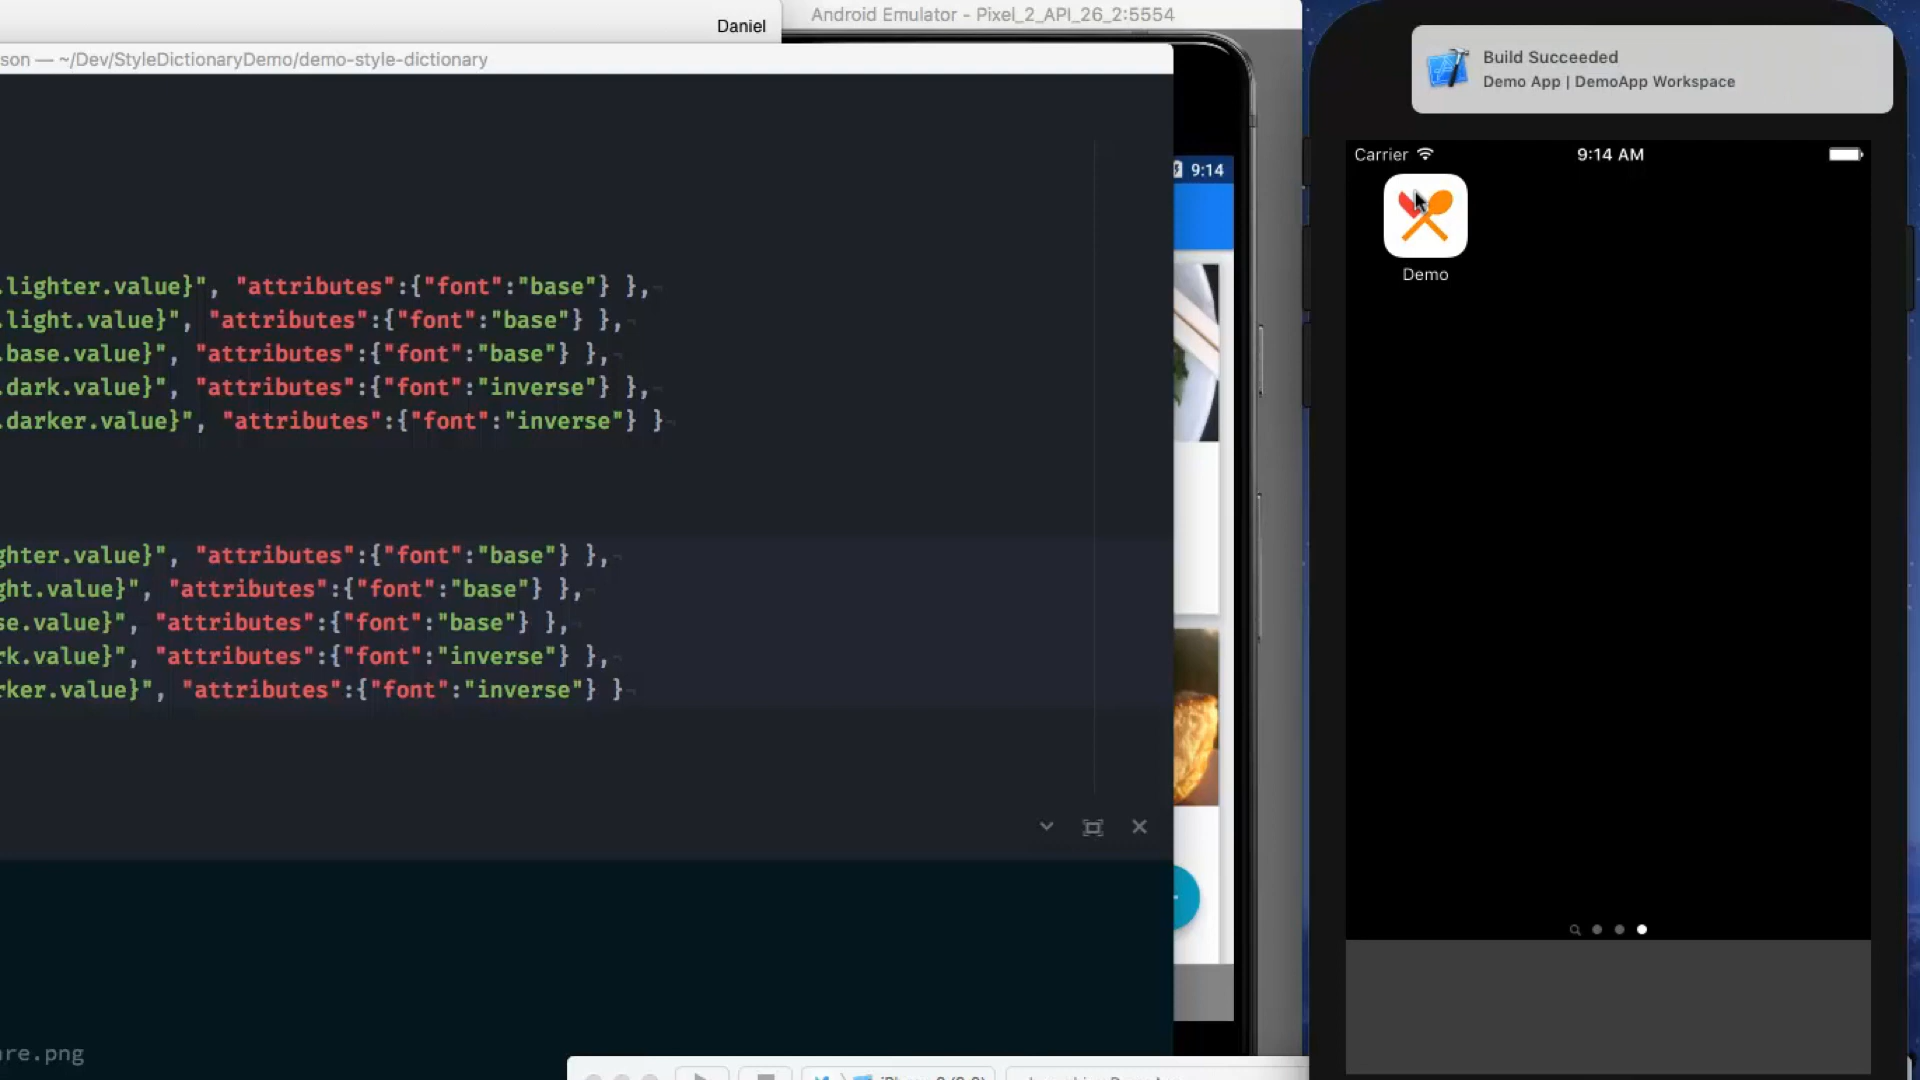 Daniel
Android Emulator - Pixel_2_API_26_2:5554
son — ~/Dev/StyleDictionaryDemo/demo-style-dictionary
Build Succeeded
Demo App | DemoApp Workspace
9:14
Carrier
9:14 AM
Demo
.lighter.value}", "attributes":{"font":"base"} },
.light.value}", "attributes":{"font":"base"} },
.base.value}", "attributes":{"font":"base"} },
.dark.value}", "attributes":{"font":"inverse"} },
.darker.value}", "attributes":{"font":"inverse"} }
ghter.value}", "attributes":{"font":"base"} },
ght.value}", "attributes":{"font":"base"} },
se.value}", "attributes":{"font":"base"} },
rk.value}", "attributes":{"font":"inverse"} },
rker.value}", "attributes":{"font":"inverse"} }
are.png